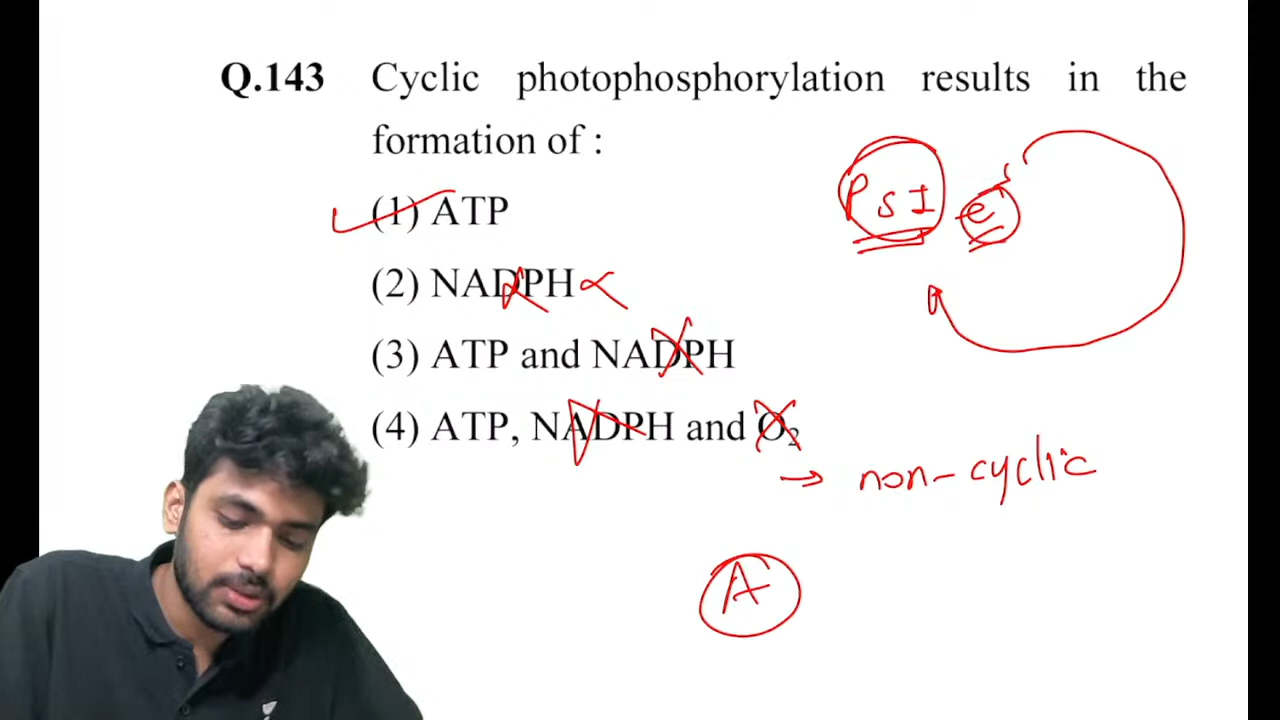 Q.143 Cyclic photophosphorylation results in the
formation of :
(1) ATP
(2) NADPH
(3) ATP and NADPH
(4) ATP, NADPH and O₂
PSI e
→ non-cyclic
A